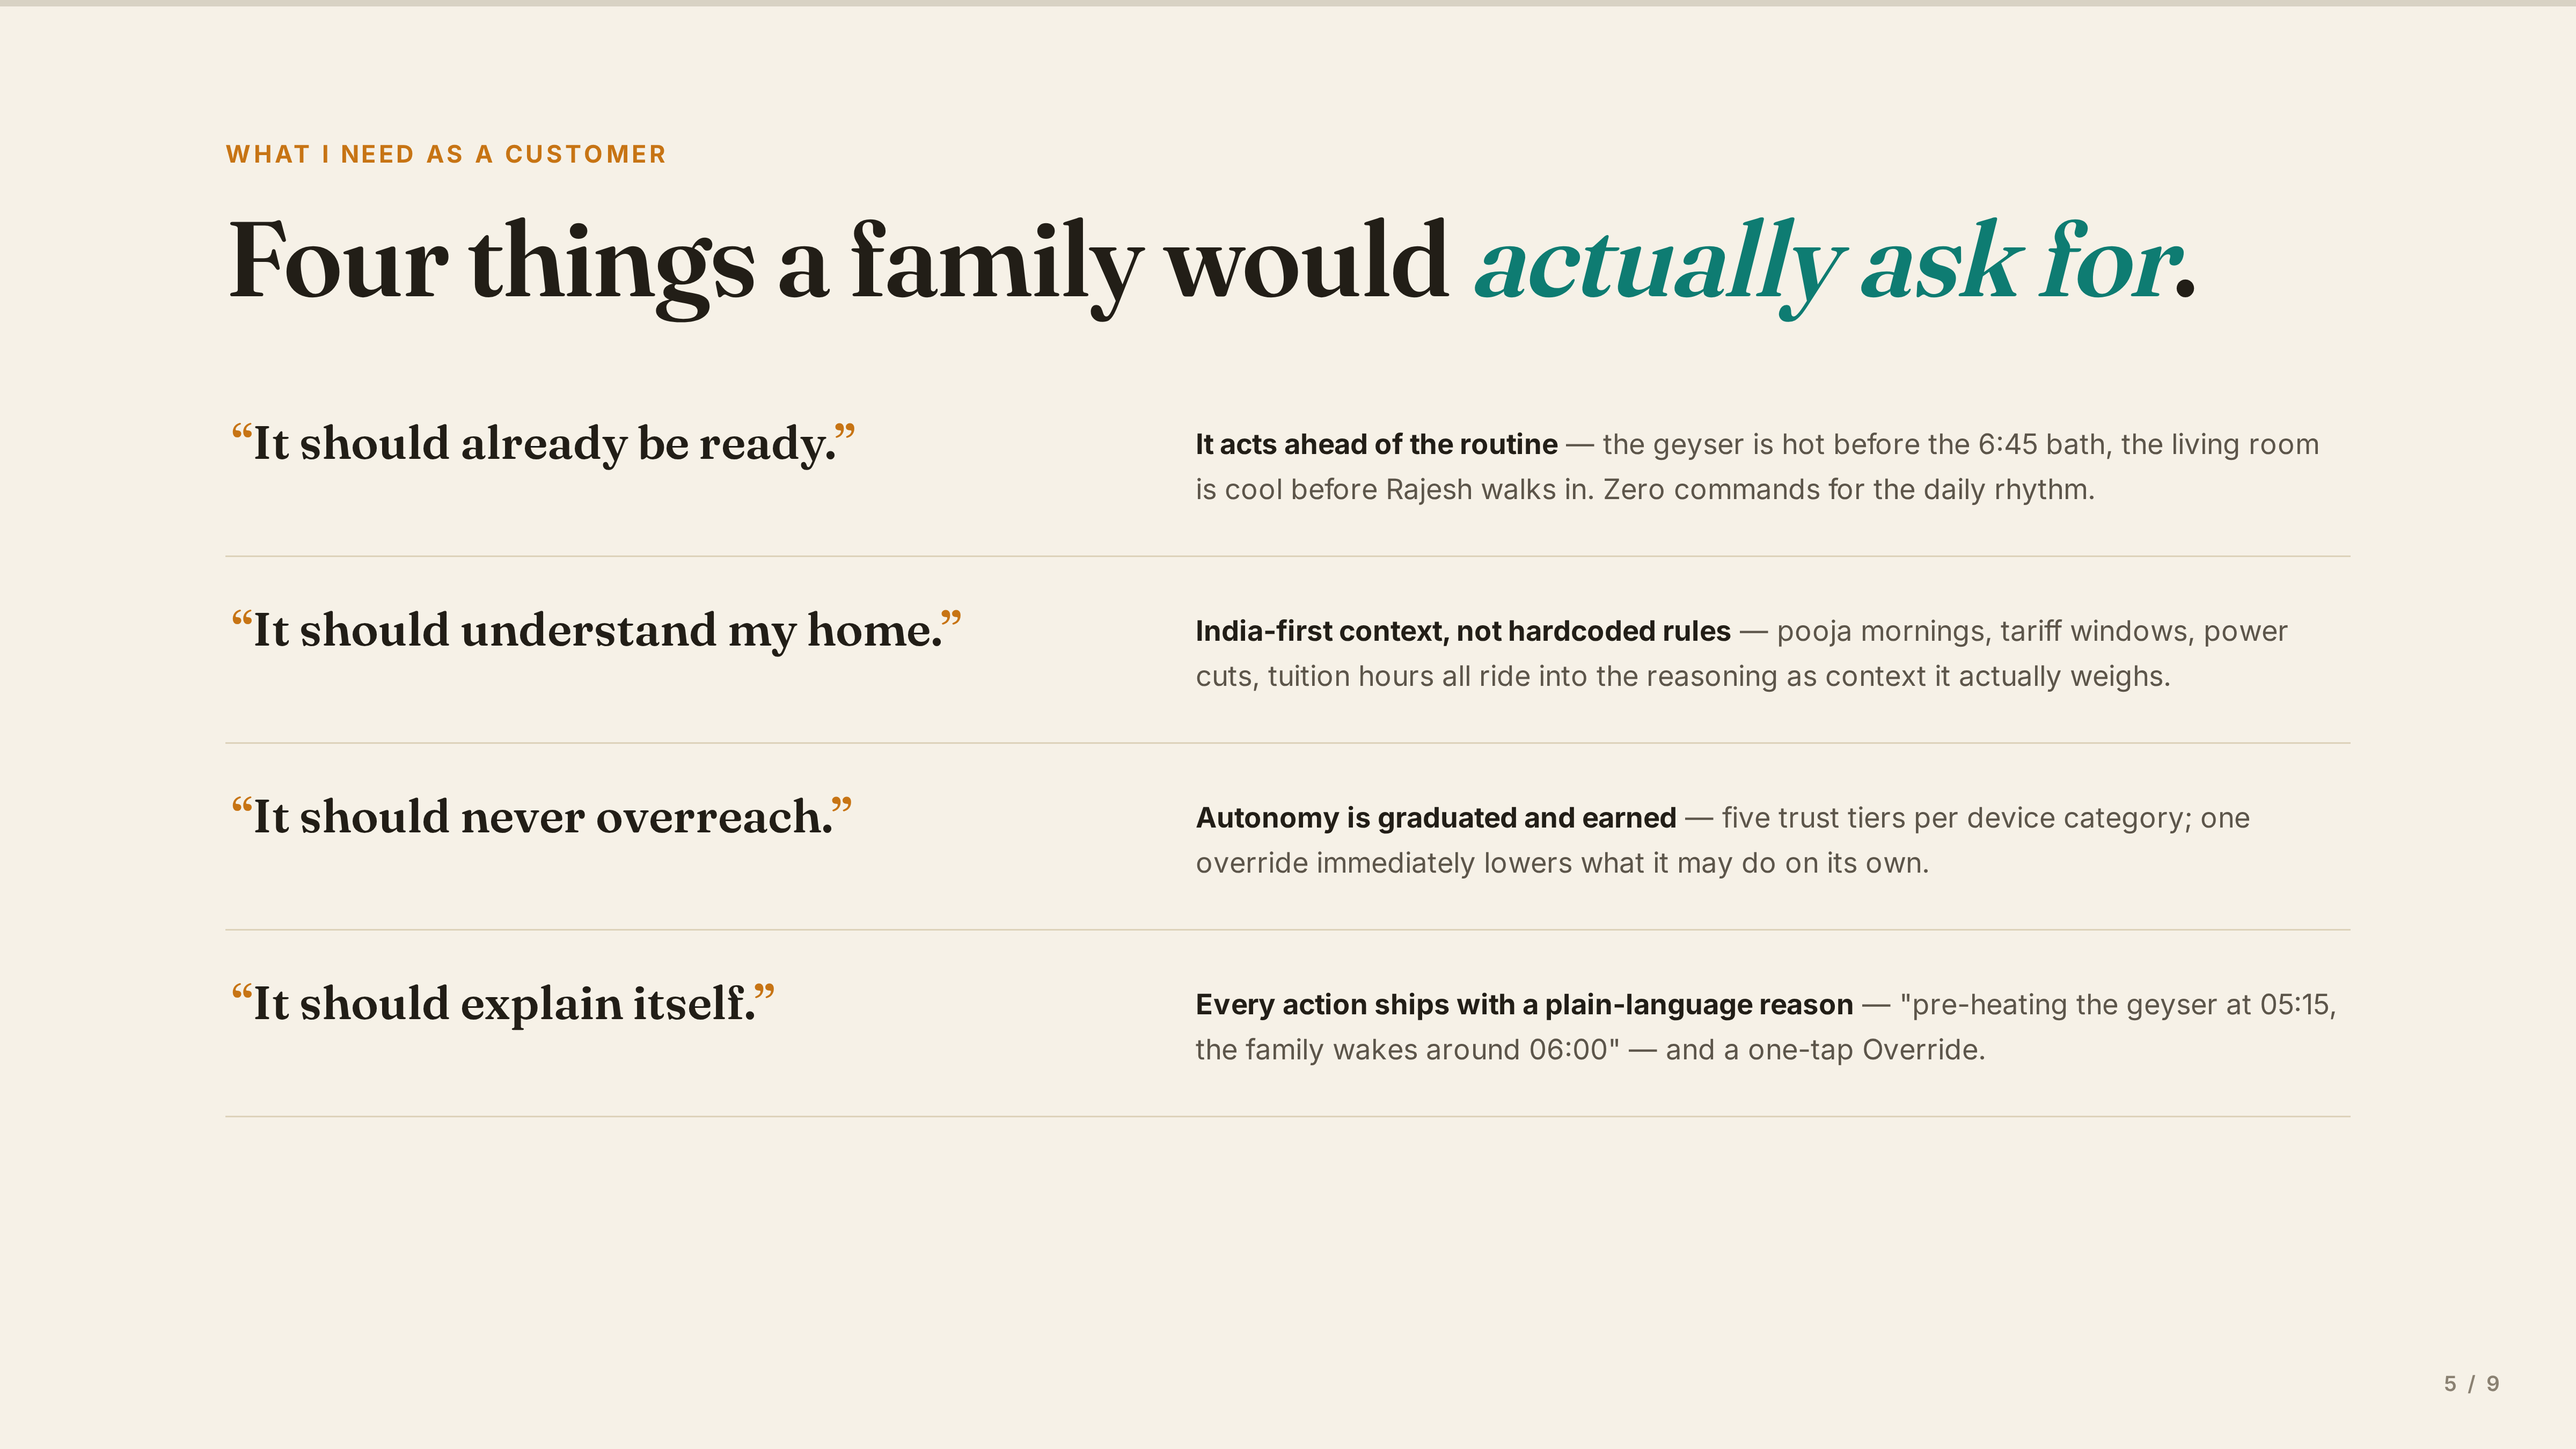 WHAT I NEED AS A CUSTOMER
Four things a family would actually ask for.
“It should already be ready.”
It acts ahead of the routine — the geyser is hot before the 6:45 bath, the living room
is cool before Rajesh walks in. Zero commands for the daily rhythm.
“It should understand my home.”
India-first context, not hardcoded rules — pooja mornings, tariff windows, power
cuts, tuition hours all ride into the reasoning as context it actually weighs.
“It should never overreach.”
Autonomy is graduated and earned — five trust tiers per device category; one
override immediately lowers what it may do on its own.
“It should explain itself.”
Every action ships with a plain-language reason — "pre-heating the geyser at 05:15,
the family wakes around 06:00" — and a one-tap Override.
5 / 9